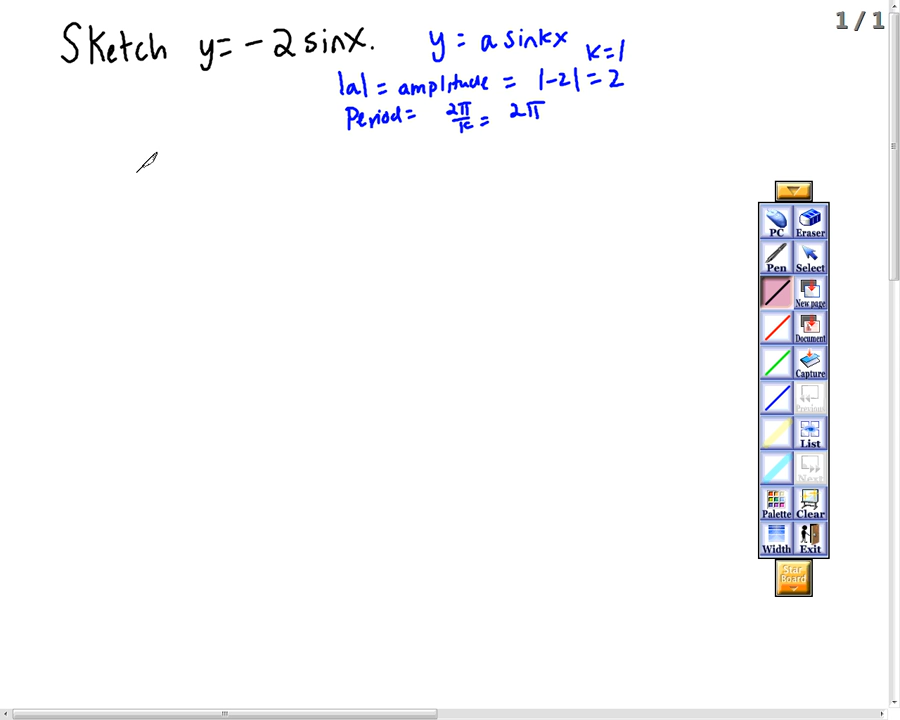 1 / 1
Sketch y = -2 sinx. y = a sinkx
k=1
|a| = amplitude = |-2| = 2
Period = 2π/k = 2π
PC Eraser
Pen Select
New page
Document
Capture
Previous
List
Next
Palette Clear
Width Exit
Star
Board